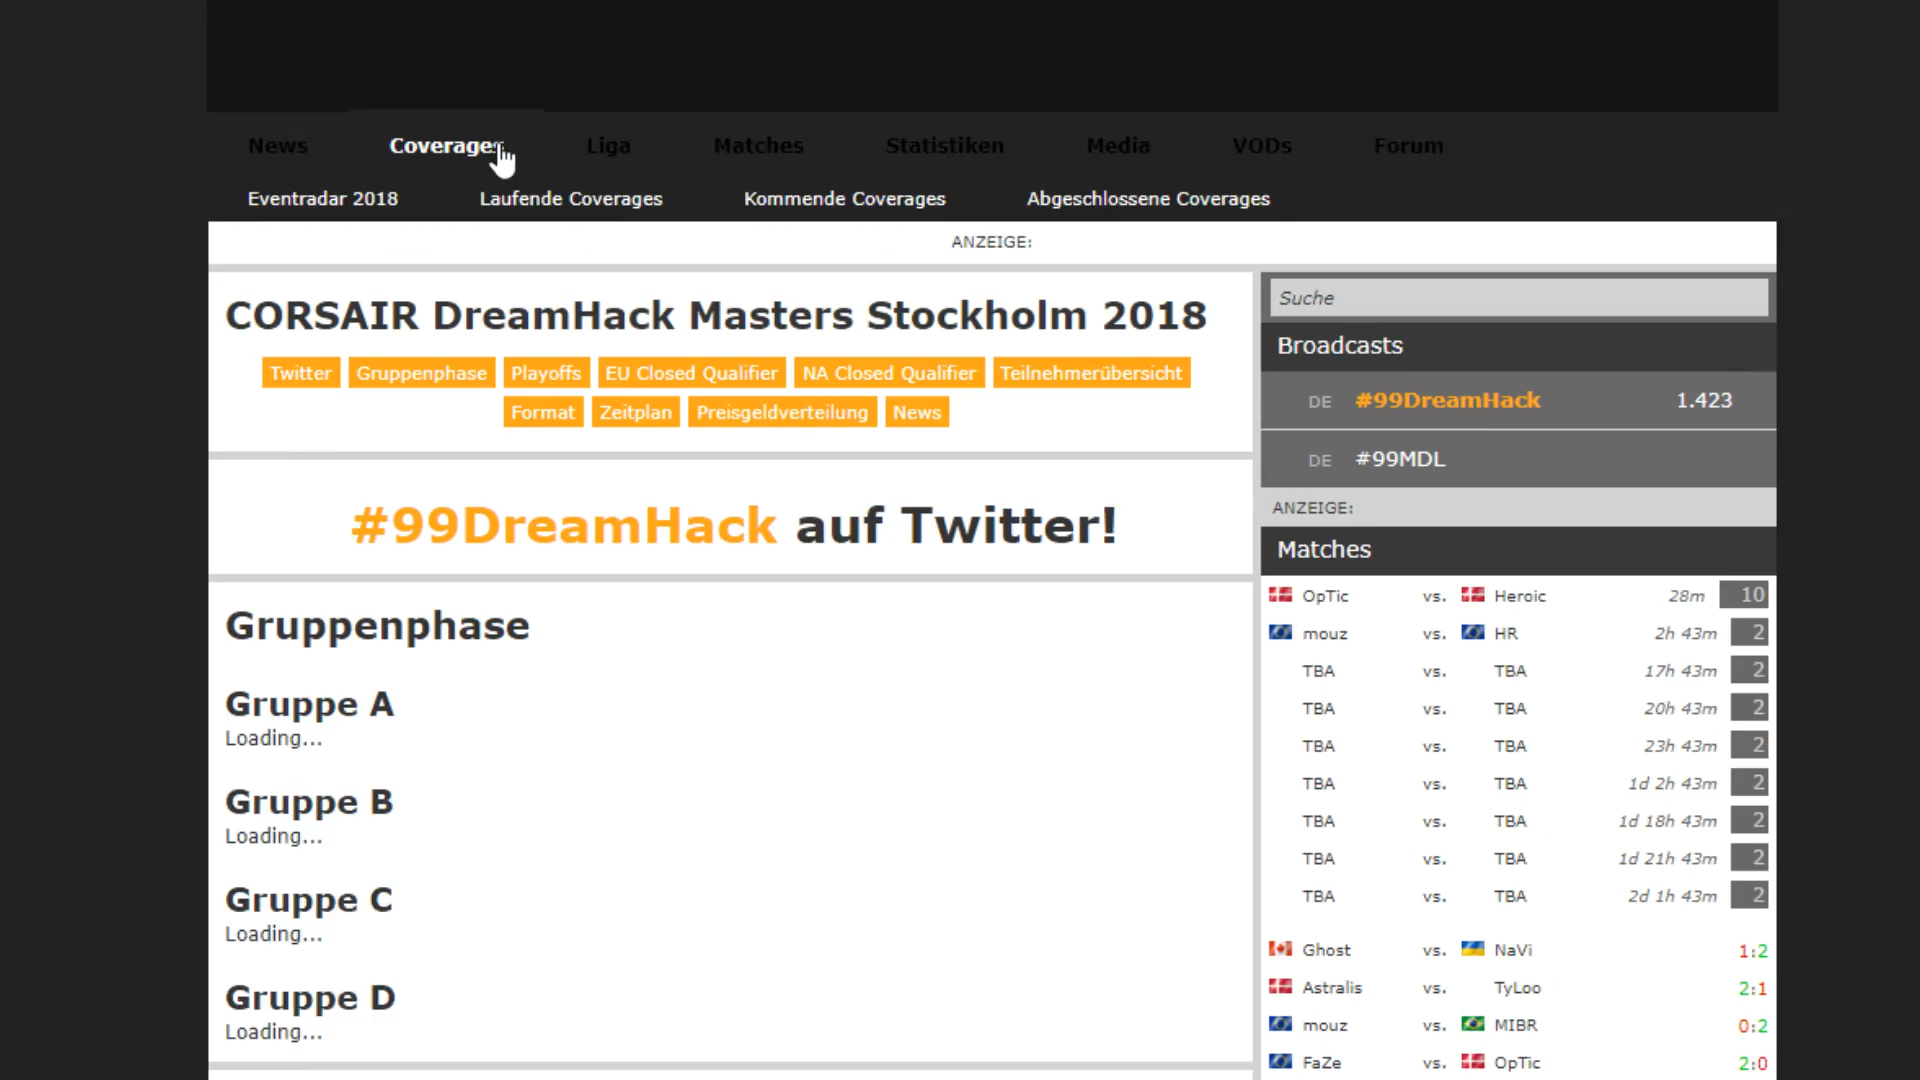 News Coverages Liga Matches Statistiken Media VODs Forum
Eventradar 2018 Laufende Coverages Kommende Coverages Abgeschlossene Coverages
ANZEIGE:
CORSAIR DreamHack Masters Stockholm 2018
Twitter Gruppenphase Playoffs EU Closed Qualifier NA Closed Qualifier Teilnehmerübersicht
Format Zeitplan Preisgeldverteilung News
#99DreamHack auf Twitter!
Gruppenphase
Gruppe A
Loading...
Gruppe B
Loading...
Gruppe C
Loading...
Gruppe D
Loading...
Suche
Broadcasts
DE #99DreamHack 1.423
DE #99MDL
ANZEIGE:
Matches
OpTic vs. Heroic 28m 10
mouz vs. HR 2h 43m 2
TBA vs. TBA 17h 43m 2
TBA vs. TBA 20h 43m 2
TBA vs. TBA 23h 43m 2
TBA vs. TBA 1d 2h 43m 2
TBA vs. TBA 1d 18h 43m 2
TBA vs. TBA 1d 21h 43m 2
TBA vs. TBA 2d 1h 43m 2
Ghost vs. NaVi 1:2
Astralis vs. TyLoo 2:1
mouz vs. MIBR 0:2
FaZe vs. OpTic 2:0